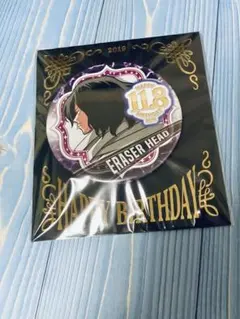 2018
11.8
ERASER HEAD
HAPPY BIRTHDAY